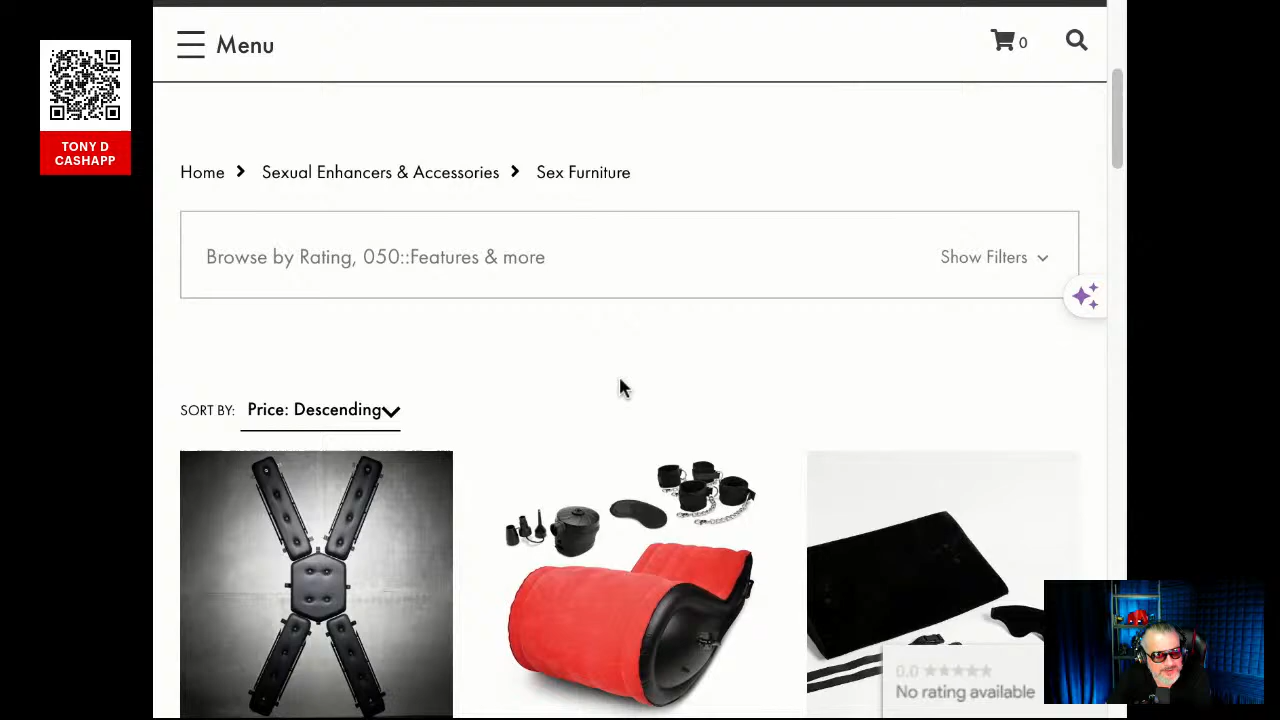 Menu
0
TONY D
CASHAPP
Home > Sexual Enhancers & Accessories > Sex Furniture
Browse by Rating, 050::Features & more
Show Filters
SORT BY: Price: Descending
0.0
No rating available